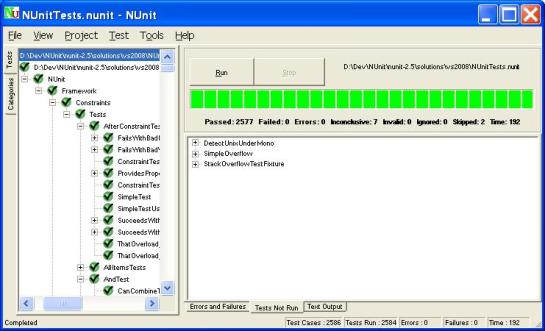 NUnitTests.nunit - NUnit
File View Project Test Tools Help
Tests
Categories
D:\Dev\NUnit\nunit-2.5\solutions\vs2008\NUnitTests
D:\Dev\NUnit\nunit-2.5\solutions\vs2008
NUnit
Framework
Constraints
Tests
AfterConstraintTes
FailsWithBad
FailsWithBad
ConstraintTes
ProvidesProp
ConstraintTes
SimpleTest
SimpleTestUs
SucceedsWith
SucceedsWith
ThatOverload_
ThatOverload_
AllItemsTests
AndTest
CanCombineT
Run
Stop
D:\Dev\NUnit\nunit-2.5\solutions\vs2008\NUnitTests.nunit
Passed: 2577 Failed: 0 Errors: 0 Inconclusive: 7 Invalid: 0 Ignored: 0 Skipped: 2 Time: 192
DetectUnixUnderMono
SimpleOverflow
StackOverflowTestFixture
Errors and Failures
Tests Not Run
Text Output
Completed
Test Cases : 2586
Tests Run : 2584
Errors : 0
Failures : 0
Time : 192